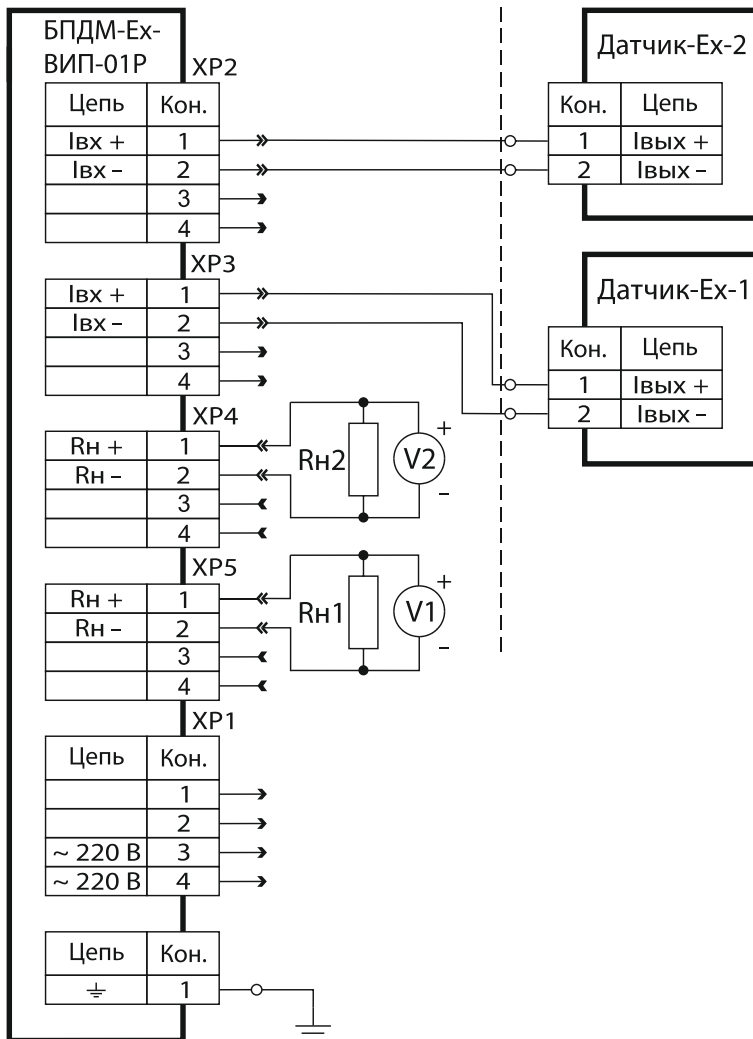 БПДМ-Ех-
ВИП-01Р
ХР2
Цепь Кон.
Iвх + 1
Iвх – 2
3
4
ХР3
Iвх + 1
Iвх – 2
3
4
ХР4
Rн + 1
Rн – 2
3
4
Rн2
V2
+
–
ХР5
Rн + 1
Rн – 2
3
4
Rн1
V1
+
–
ХР1
Цепь Кон.
1
2
~ 220 В 3
~ 220 В 4
Цепь Кон.
1
Датчик-Ех-2
Кон. Цепь
1 Iвых +
2 Iвых –
Датчик-Ех-1
Кон. Цепь
1 Iвых +
2 Iвых –